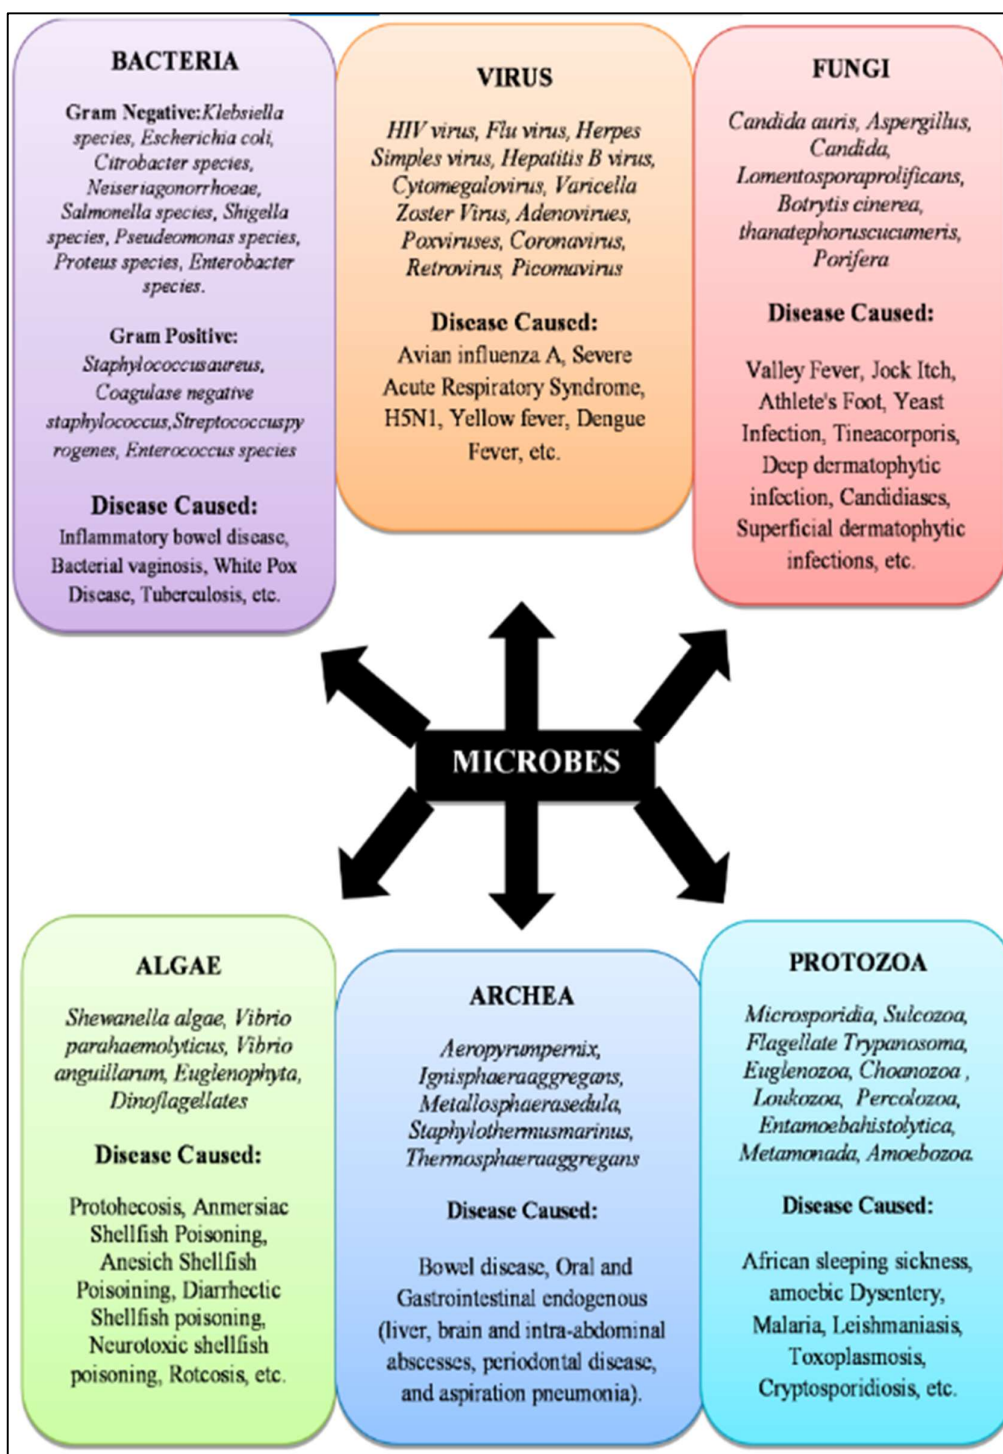 BACTERIA
Gram Negative:Klebsiella
species, Escherichia coli,
Citrobacter species,
Neiseriagonorrhoeae,
Salmonella species, Shigella
species, Pseudeomonas species,
Proteus species, Enterobacter
species.
Gram Positive:
Staphylococcusaureus,
Coagulase negative
staphylococcus,Streptococcuspy
rogenes, Enterococcus species
Disease Caused:
Inflammatory bowel disease,
Bacterial vaginosis, White Pox
Disease, Tuberculosis, etc.
VIRUS
HIV virus, Flu virus, Herpes
Simples virus, Hepatitis B virus,
Cytomegalovirus, Varicella
Zoster Virus, Adenovirues,
Poxviruses, Coronavirus,
Retrovirus, Picomavirus
Disease Caused:
Avian influenza A, Severe
Acute Respiratory Syndrome,
H5N1, Yellow fever, Dengue
Fever, etc.
FUNGI
Candida auris, Aspergillus,
Candida,
Lomentosporaprolificans,
Botrytis cinerea,
thanatephoruscucumeris,
Porifera
Disease Caused:
Valley Fever, Jock Itch,
Athlete's Foot, Yeast
Infection, Tineacorporis,
Deep dermatophytic
infection, Candidiases,
Superficial dermatophytic
infections, etc.
MICROBES
ALGAE
Shewanella algae, Vibrio
parahaemolyticus, Vibrio
anguillarum, Euglenophyta,
Dinoflagellates
Disease Caused:
Protohecosis, Anmersiac
Shellfish Poisoning,
Anesich Shellfish
Poisoining, Diarrhectic
Shellfish poisoning,
Neurotoxic shellfish
poisoning, Rotcosis, etc.
ARCHEA
Aeropyrumpernix,
Ignisphaeraaggregans,
Metallosphaerasedula,
Staphylothermusmarinus,
Thermosphaeraaggregans
Disease Caused:
Bowel disease, Oral and
Gastrointestinal endogenous
(liver, brain and intra-abdominal
abscesses, periodontal disease,
and aspiration pneumonia).
PROTOZOA
Microsporidia, Sulcozoa,
Flagellate Trypanosoma,
Euglenozoa, Choanozoa ,
Loukozoa, Percolozoa,
Entamoebahistolytica,
Metamonada, Amoebozoa.
Disease Caused:
African sleeping sickness,
amoebic Dysentery,
Malaria, Leishmaniasis,
Toxoplasmosis,
Cryptosporidiosis, etc.